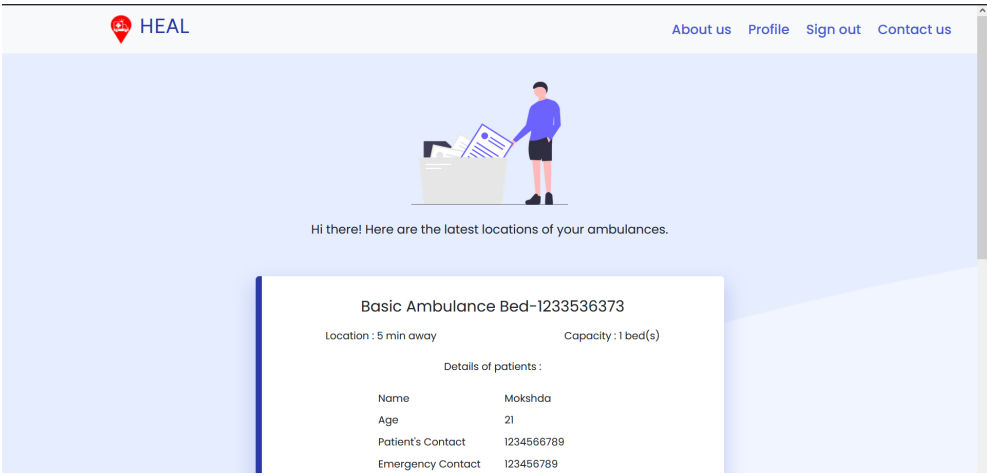 HEAL
About us Profile Sign out Contact us
Hi there! Here are the latest locations of your ambulances.
Basic Ambulance Bed-1233536373
Location : 5 min away Capacity : 1 bed(s)
Details of patients :
Name Mokshda
Age 21
Patient's Contact 1234566789
Emergency Contact 123456789